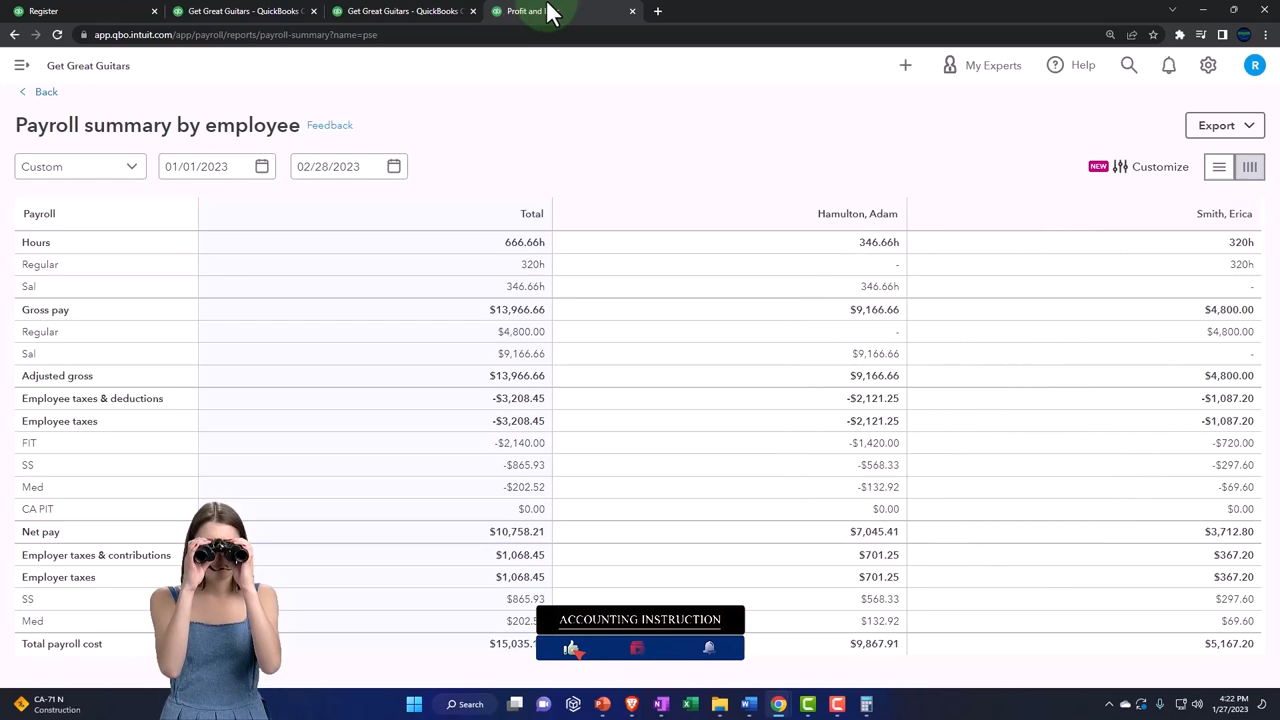 Register
Get Great Guitars - QuickBooks C
Get Great Guitars - QuickBooks C
Profit and
app.qbo.intuit.com/app/payroll/reports/payroll-summary?name=pse
Get Great Guitars
My Experts
Help
R
Back
Payroll summary by employee Feedback
Export
Custom
01/01/2023
02/28/2023
NEW Customize
Payroll Total Hamulton, Adam Smith, Erica
Hours 666.66h 346.66h 320h
Regular 320h - 320h
Sal 346.66h 346.66h -
Gross pay $13,966.66 $9,166.66 $4,800.00
Regular $4,800.00 - $4,800.00
Sal $9,166.66 $9,166.66 -
Adjusted gross $13,966.66 $9,166.66 $4,800.00
Employee taxes & deductions -$3,208.45 -$2,121.25 -$1,087.20
Employee taxes -$3,208.45 -$2,121.25 -$1,087.20
FIT -$2,140.00 -$1,420.00 -$720.00
SS -$865.93 -$568.33 -$297.60
Med -$202.52 -$132.92 -$69.60
CA PIT $0.00 $0.00 $0.00
Net pay $10,758.21 $7,045.41 $3,712.80
Employer taxes & contributions $1,068.45 $701.25 $367.20
Employer taxes $1,068.45 $701.25 $367.20
SS $865.93 $568.33 $297.60
Med $202. $132.92 $69.60
Total payroll cost $15,035. $9,867.91 $5,167.20
ACCOUNTING INSTRUCTION
CA-71 N
Construction
Search
4:22 PM
1/27/2023